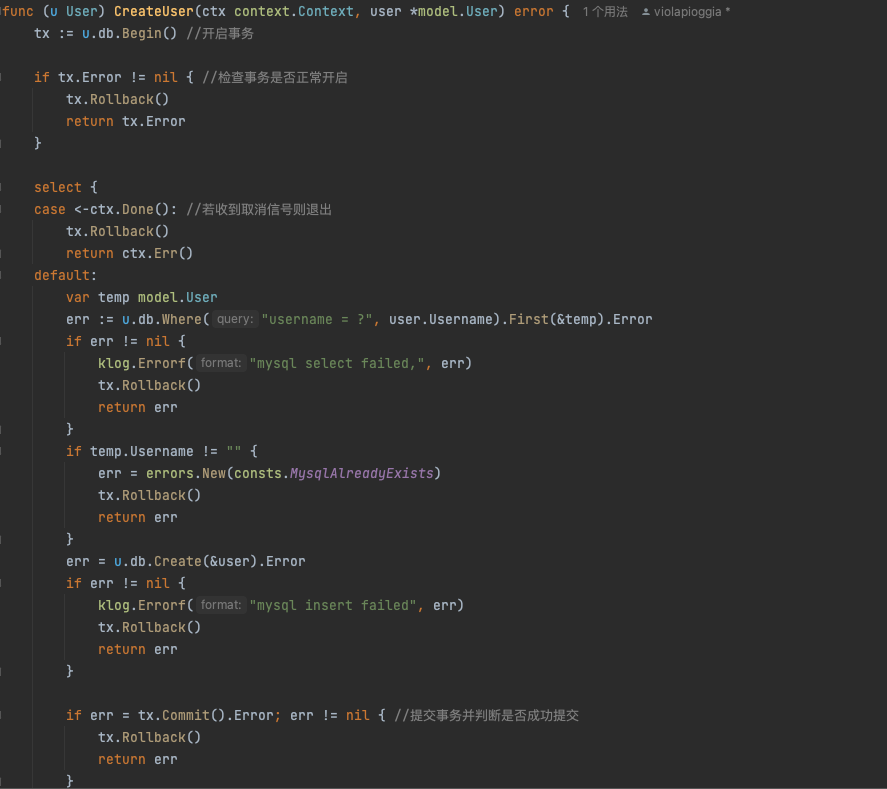 func (u User) CreateUser(ctx context.Context, user *model.User) error { 1 个用法 violapioggia *
tx := u.db.Begin() //开启事务
if tx.Error != nil { //检查事务是否正常开启
tx.Rollback()
return tx.Error
}
select {
case <-ctx.Done(): //若收到取消信号则退出
tx.Rollback()
return ctx.Err()
default:
var temp model.User
err := u.db.Where( query: "username = ?", user.Username).First(&temp).Error
if err != nil {
klog.Errorf( format: "mysql select failed,", err)
tx.Rollback()
return err
}
if temp.Username != "" {
err = errors.New(consts.MysqlAlreadyExists)
tx.Rollback()
return err
}
err = u.db.Create(&user).Error
if err != nil {
klog.Errorf( format: "mysql insert failed", err)
tx.Rollback()
return err
}
if err = tx.Commit().Error; err != nil { //提交事务并判断是否成功提交
tx.Rollback()
return err
}